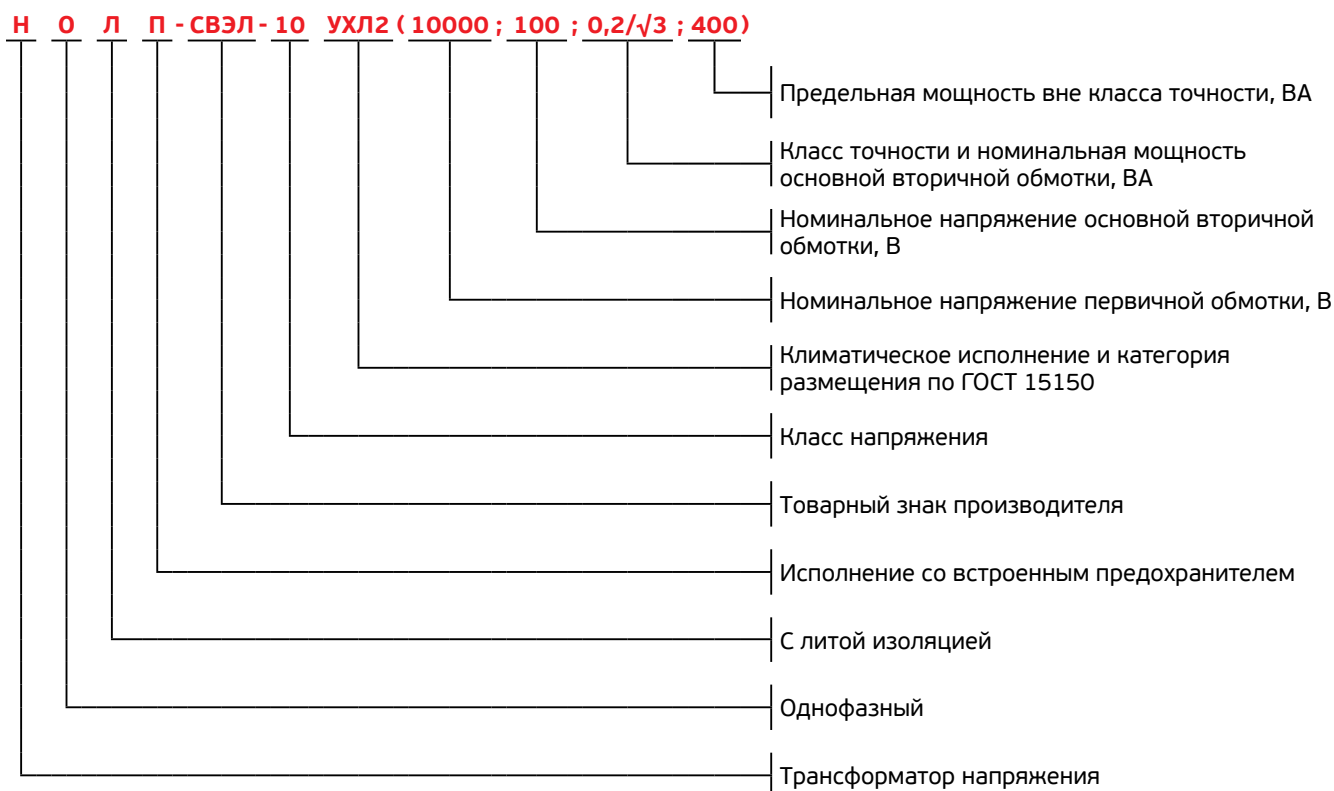 Н О Л П - СВЭЛ - 10 УХЛ2 ( 10000 ; 100 ; 0,2/√3 ; 400 )
Предельная мощность вне класса точности, ВА
Класс точности и номинальная мощность
основной вторичной обмотки, ВА
Номинальное напряжение основной вторичной
обмотки, В
Номинальное напряжение первичной обмотки, В
Климатическое исполнение и категория
размещения по ГОСТ 15150
Класс напряжения
Товарный знак производителя
Исполнение со встроенным предохранителем
С литой изоляцией
Однофазный
Трансформатор напряжения